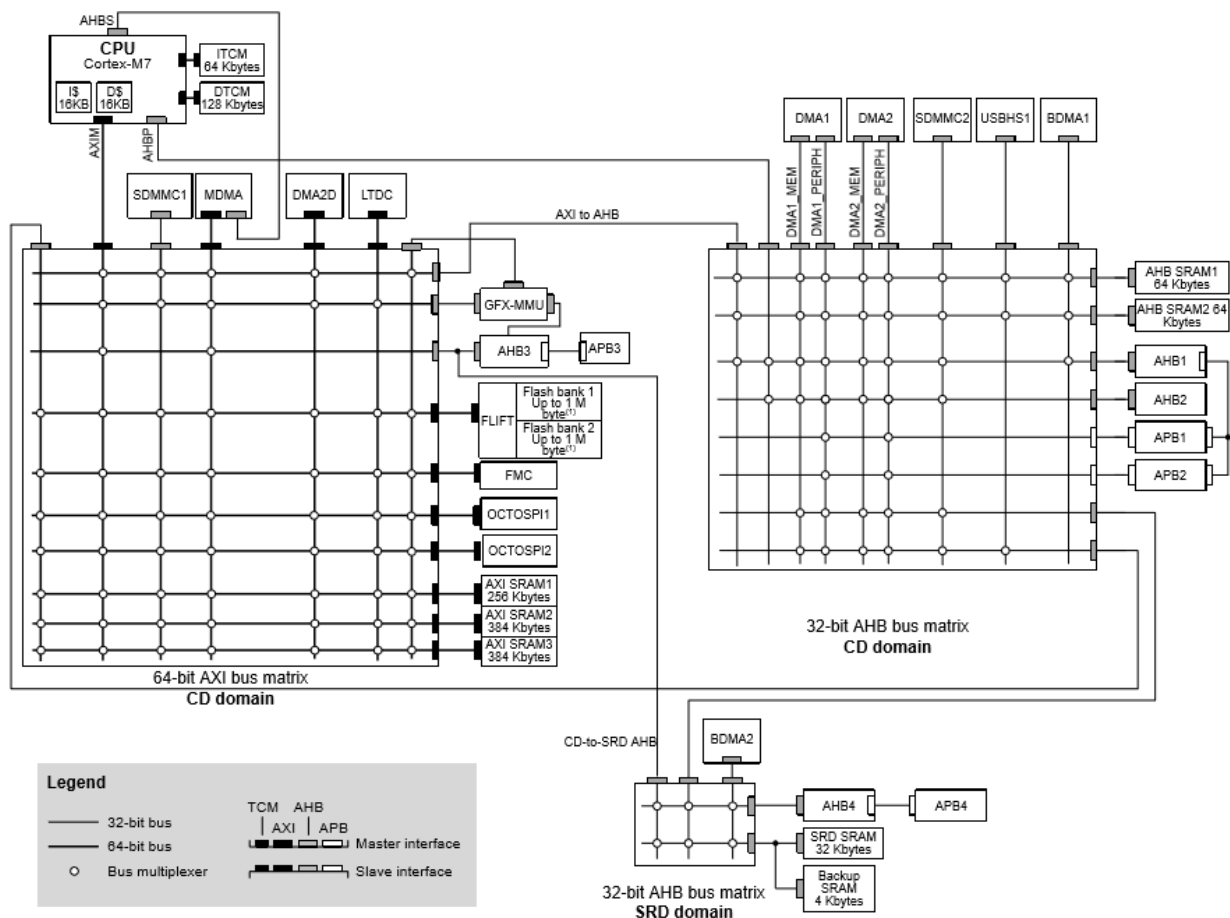 AHBS
CPU
Cortex-M7
I$
16KB
D$
16KB
ITCM
64 Kbytes
DTCM
128 Kbytes
AXIM
AHBP
SDMMC1
MDMA
DMA2D
LTDC
AXI to AHB
DMA1
DMA2
SDMMC2
USBHS1
BDMA1
DMA1_MEM
DMA1_PERIPH
DMA2_MEM
DMA2_PERIPH
GFX-MMU
AHB3
APB3
FLIFT
Flash bank 1
Up to 1 M
byte(1)
Flash bank 2
Up to 1 M
byte(1)
FMC
OCTOSPI1
OCTOSPI2
AXI SRAM1
256 Kbytes
AXI SRAM2
384 Kbytes
AXI SRAM3
384 Kbytes
64-bit AXI bus matrix
CD domain
AHB SRAM1
64 Kbytes
AHB SRAM2 64
Kbytes
AHB1
AHB2
APB1
APB2
32-bit AHB bus matrix
CD domain
CD-to-SRD AHB
BDMA2
AHB4
APB4
SRD SRAM
32 Kbytes
Backup
SRAM
4 Kbytes
32-bit AHB bus matrix
SRD domain
Legend
32-bit bus
64-bit bus
Bus multiplexer
TCM AHB
AXI APB
Master interface
Slave interface